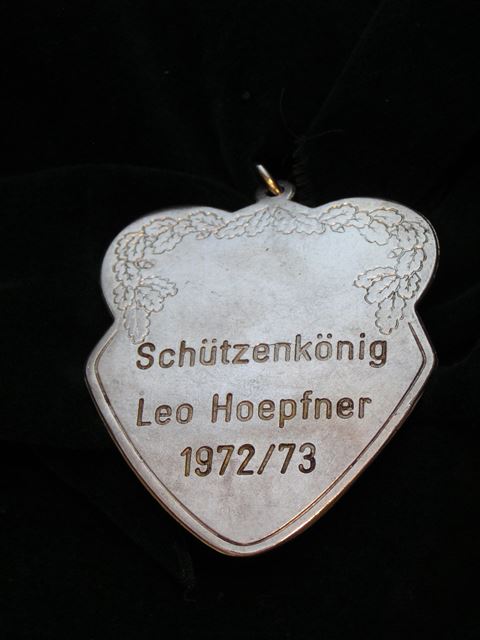 Schützenkönig
Leo Hoepfner
1972/73